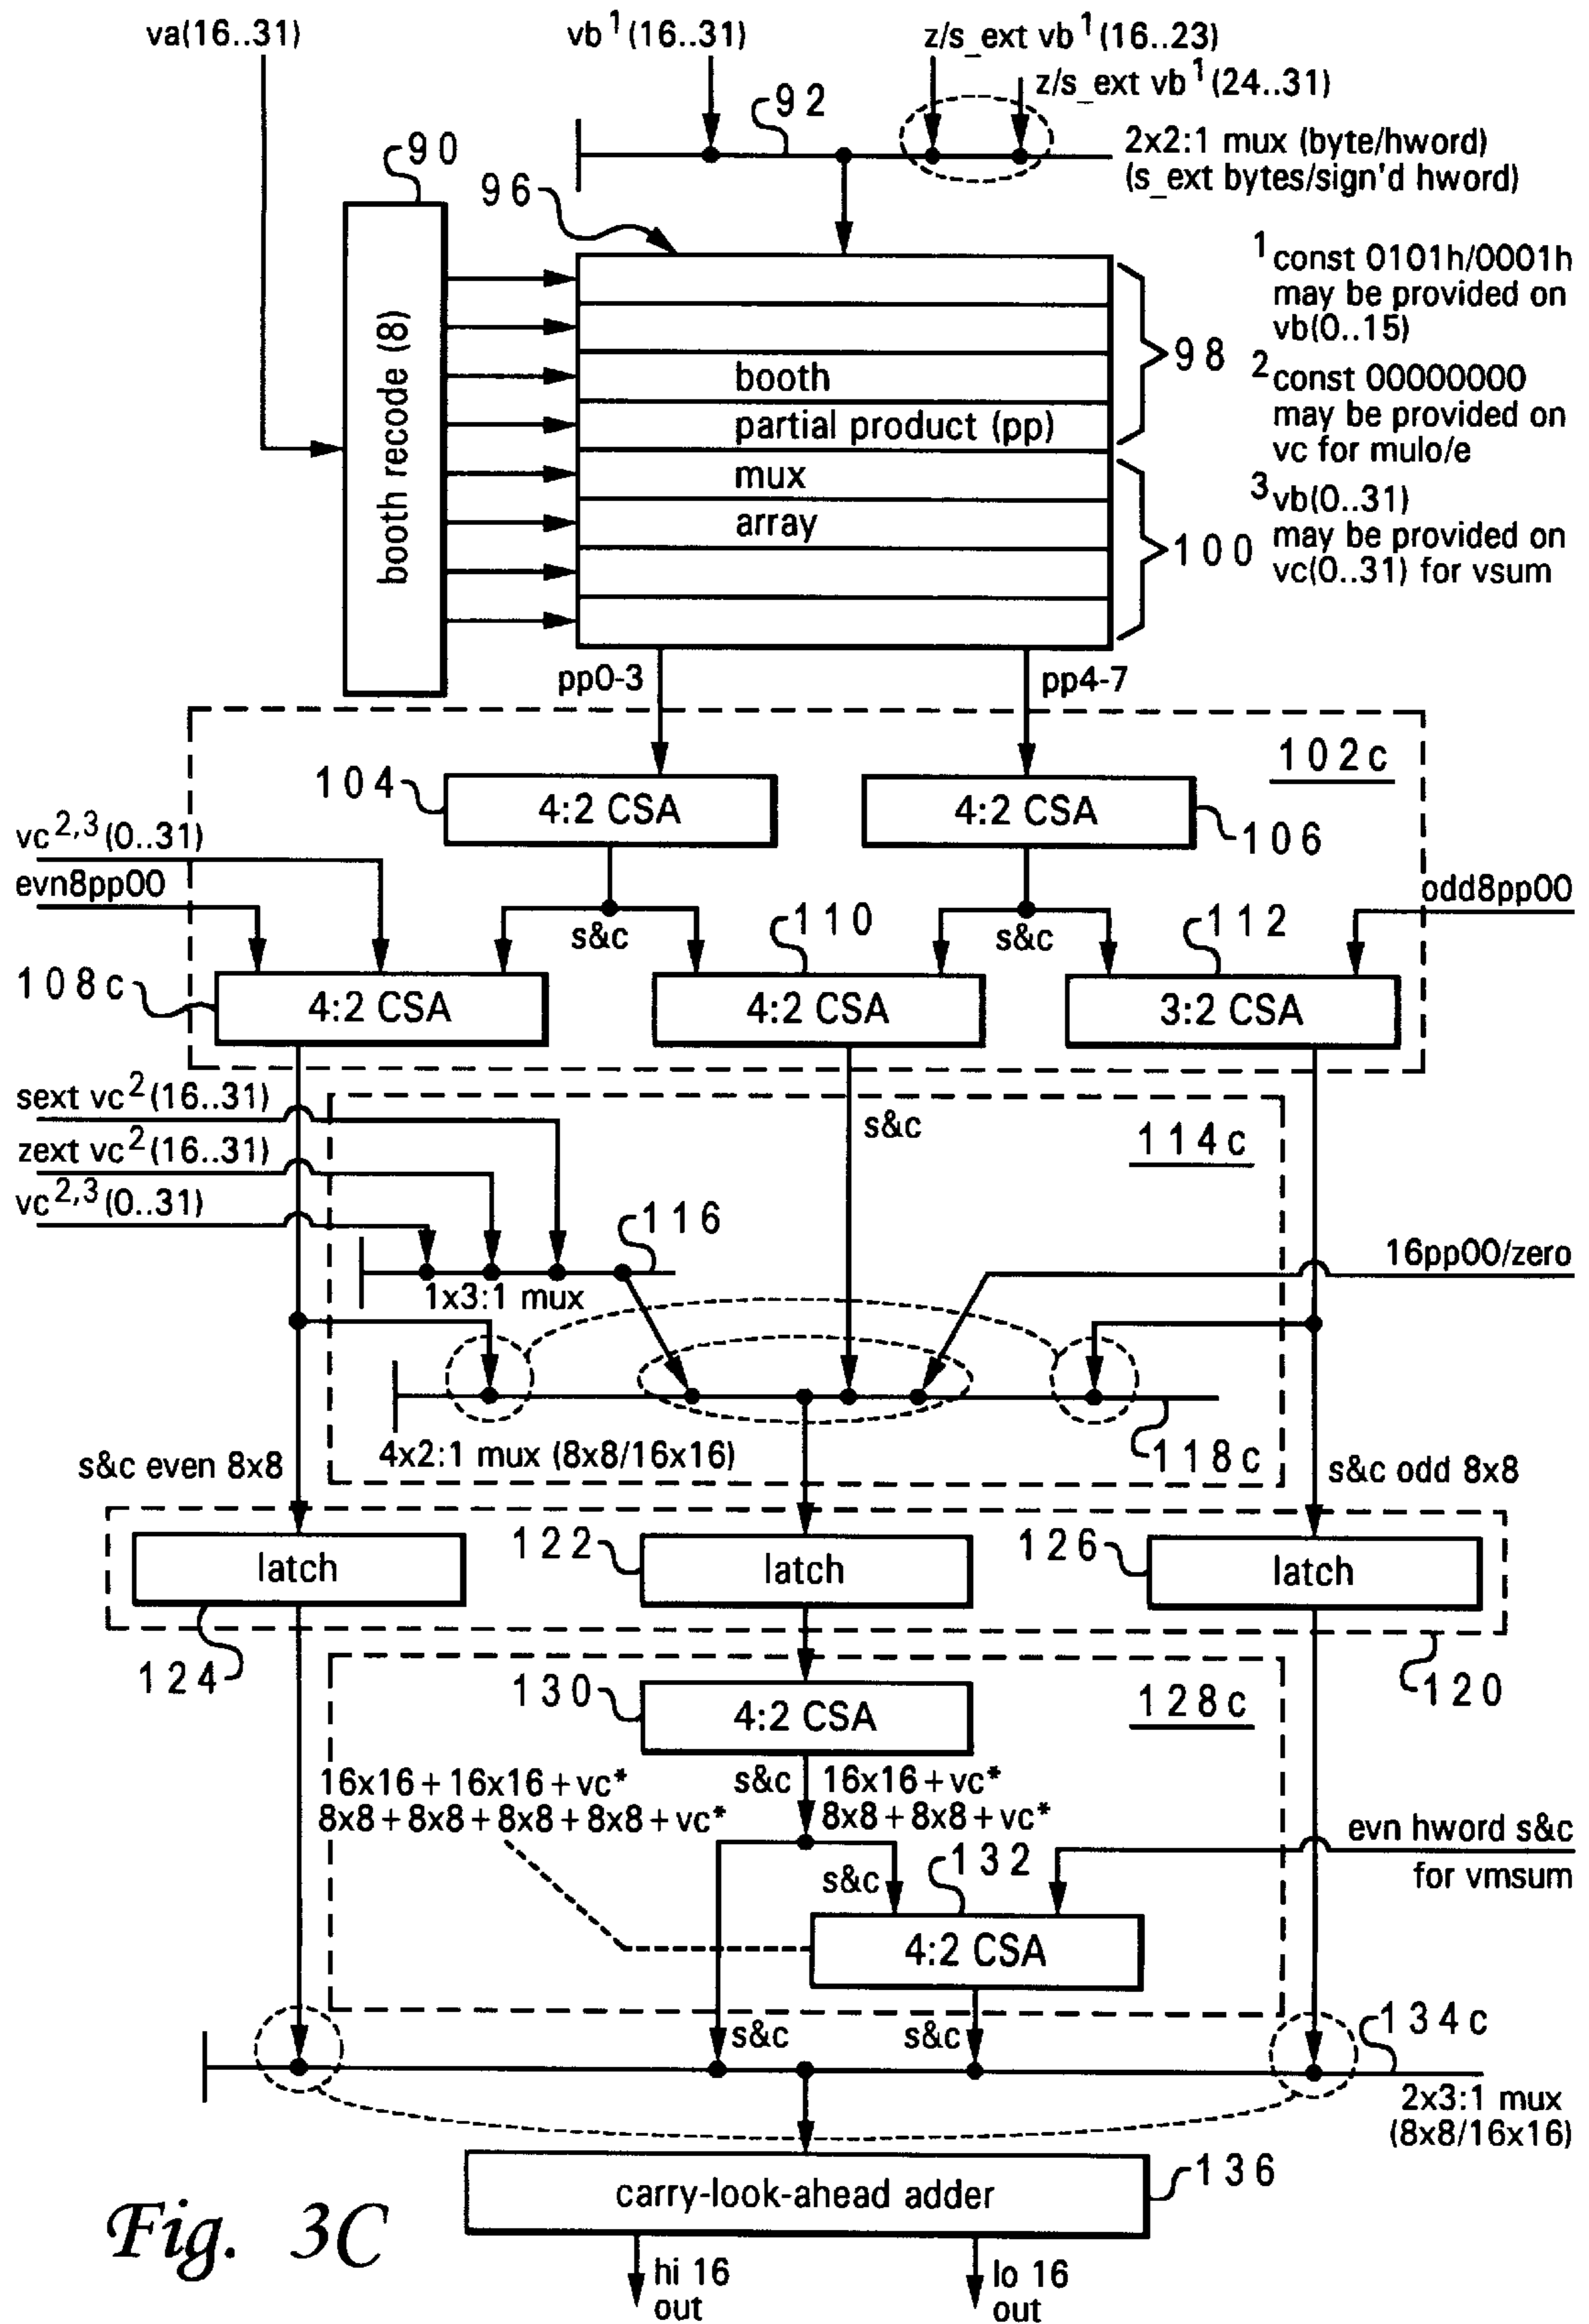 va(16..31)
vb¹(16..31)
z/s_ext vb¹(16..23)
z/s_ext vb¹(24..31)
92
2x2:1 mux (byte/hword)
(s_ext bytes/sign'd hword)
90
96
booth recode (8)
booth
partial product (pp)
mux
array
98
100
¹const 0101h/0001h
may be provided on
vb(0..15)
²const 00000000
may be provided on
vc for mulo/e
³vb(0..31)
may be provided on
vc(0..31) for vsum
pp0-3
pp4-7
102c
104
4:2 CSA
4:2 CSA
106
vc²,³(0..31)
evn8pp00
odd8pp00
s&c
110
s&c
112
108c
4:2 CSA
4:2 CSA
3:2 CSA
sext vc²(16..31)
s&c
114c
zext vc²(16..31)
vc²,³(0..31)
116
16pp00/zero
1x3:1 mux
4x2:1 mux (8x8/16x16)
118c
s&c even 8x8
s&c odd 8x8
latch
122
latch
126
latch
124
120
130
4:2 CSA
128c
16x16+16x16+vc*
8x8+8x8+8x8+8x8+vc*
s&c
16x16+vc*
8x8+8x8+vc*
evn hword s&c
for vmsum
s&c
132
4:2 CSA
s&c
s&c
134c
2x3:1 mux
(8x8/16x16)
carry-look-ahead adder
136
hi 16
out
lo 16
out
Fig. 3C